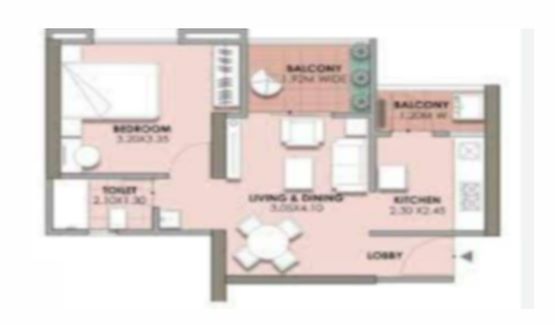 BALCONY
1.92M WIDE
BALCONY
1.20M W
BEDROOM
3.20X3.35
TOILET
2.10X1.30
LIVING & DINING
3.05X4.10
KITCHEN
2.30 X2.45
LOBBY